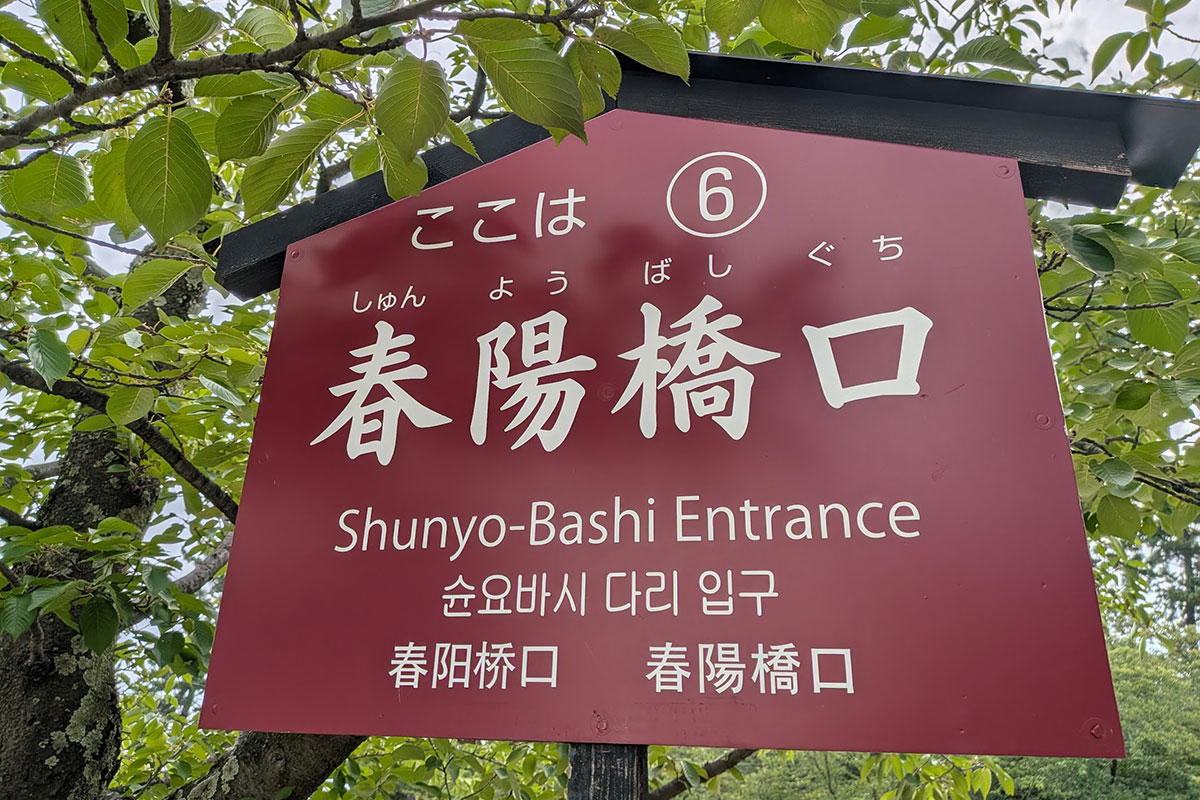 ここは ⑥
しゅん よう ばし ぐち
春陽橋口
Shunyo-Bashi Entrance
슌요바시 다리 입구
春阳桥口 春陽橋口